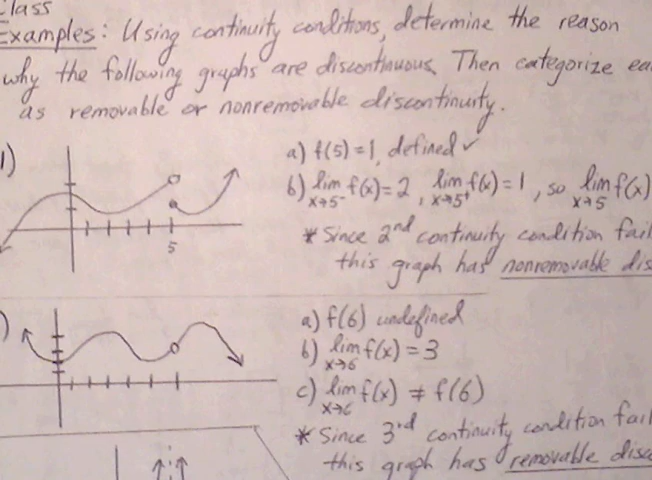 Class
Examples: Using continuity conditions, determine the reason
why the following graphs are discontinuous. Then categorize ea
as removable or nonremovable discontinuity.
1)
a) f(5)=1, defined ✓
b) lim x→5⁻ f(x)=2, lim x→5⁺ f(x)=1, so lim x→5 f(x)
* Since 2nd continuity condition fail
this graph has nonremovable dis
5
)
a) f(6) undefined
b) lim x→6 f(x) = 3
c) lim x→6 f(x) ≠ f(6)
* Since 3rd continuity condition fail
this graph has removable disc